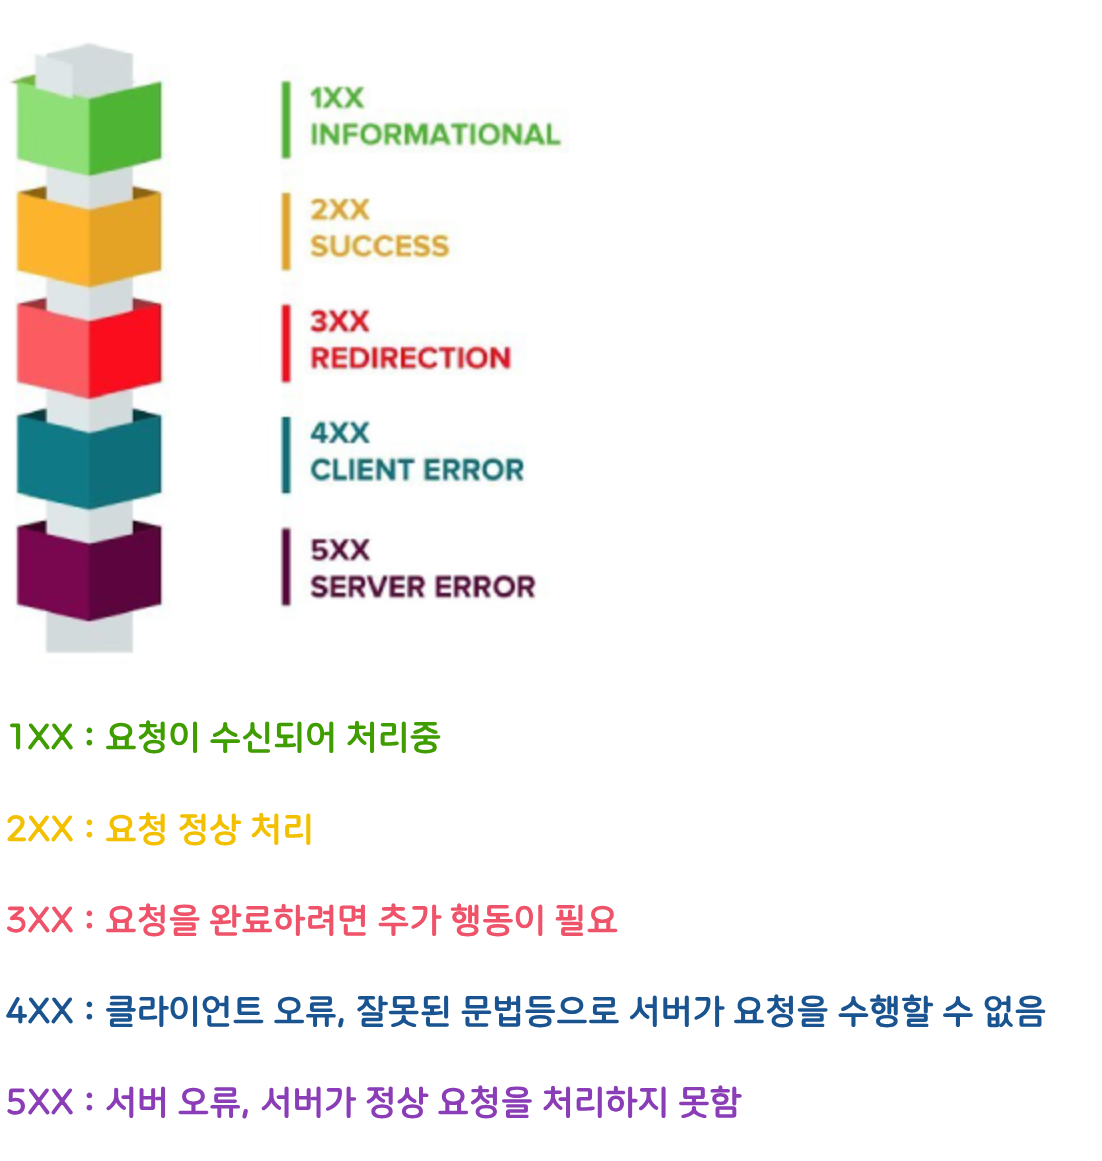 1XX
INFORMATIONAL
2XX
SUCCESS
3XX
REDIRECTION
4XX
CLIENT ERROR
5XX
SERVER ERROR
1XX : 요청이 수신되어 처리중
2XX : 요청 정상 처리
3XX : 요청을 완료하려면 추가 행동이 필요
4XX : 클라이언트 오류, 잘못된 문법등으로 서버가 요청을 수행할 수 없음
5XX : 서버 오류, 서버가 정상 요청을 처리하지 못함